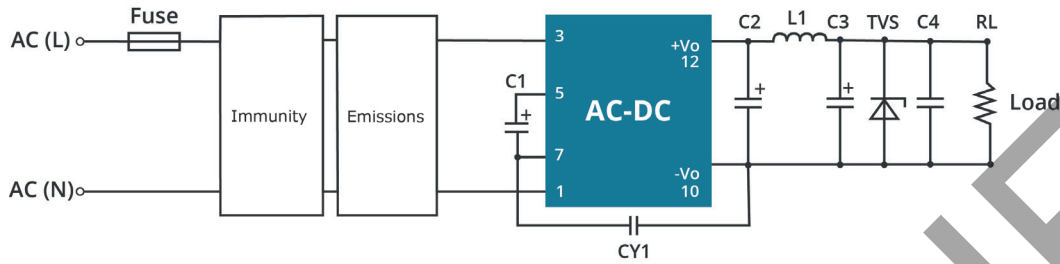 Fuse
AC (L)
Immunity
Emissions
AC (N)
C1
3
5
7
1
AC-DC
+Vo
12
-Vo
10
CY1
C2
L1
C3
TVS
C4
RL
+
+
+
Load